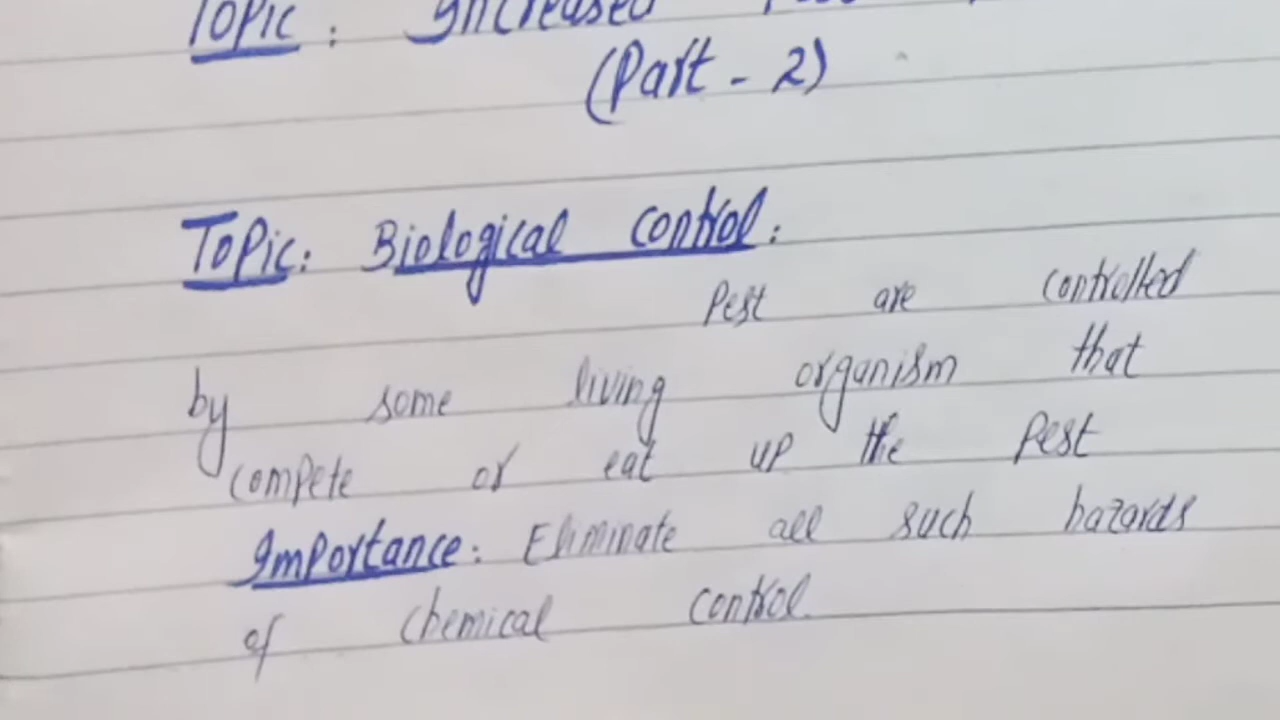 Topic: Increased
(Part - 2)
Topic: Biological control:
Pest are controlled
by some living organism that
compete or eat up the Pest
Importance: Eliminate all such hazards
of chemical control.